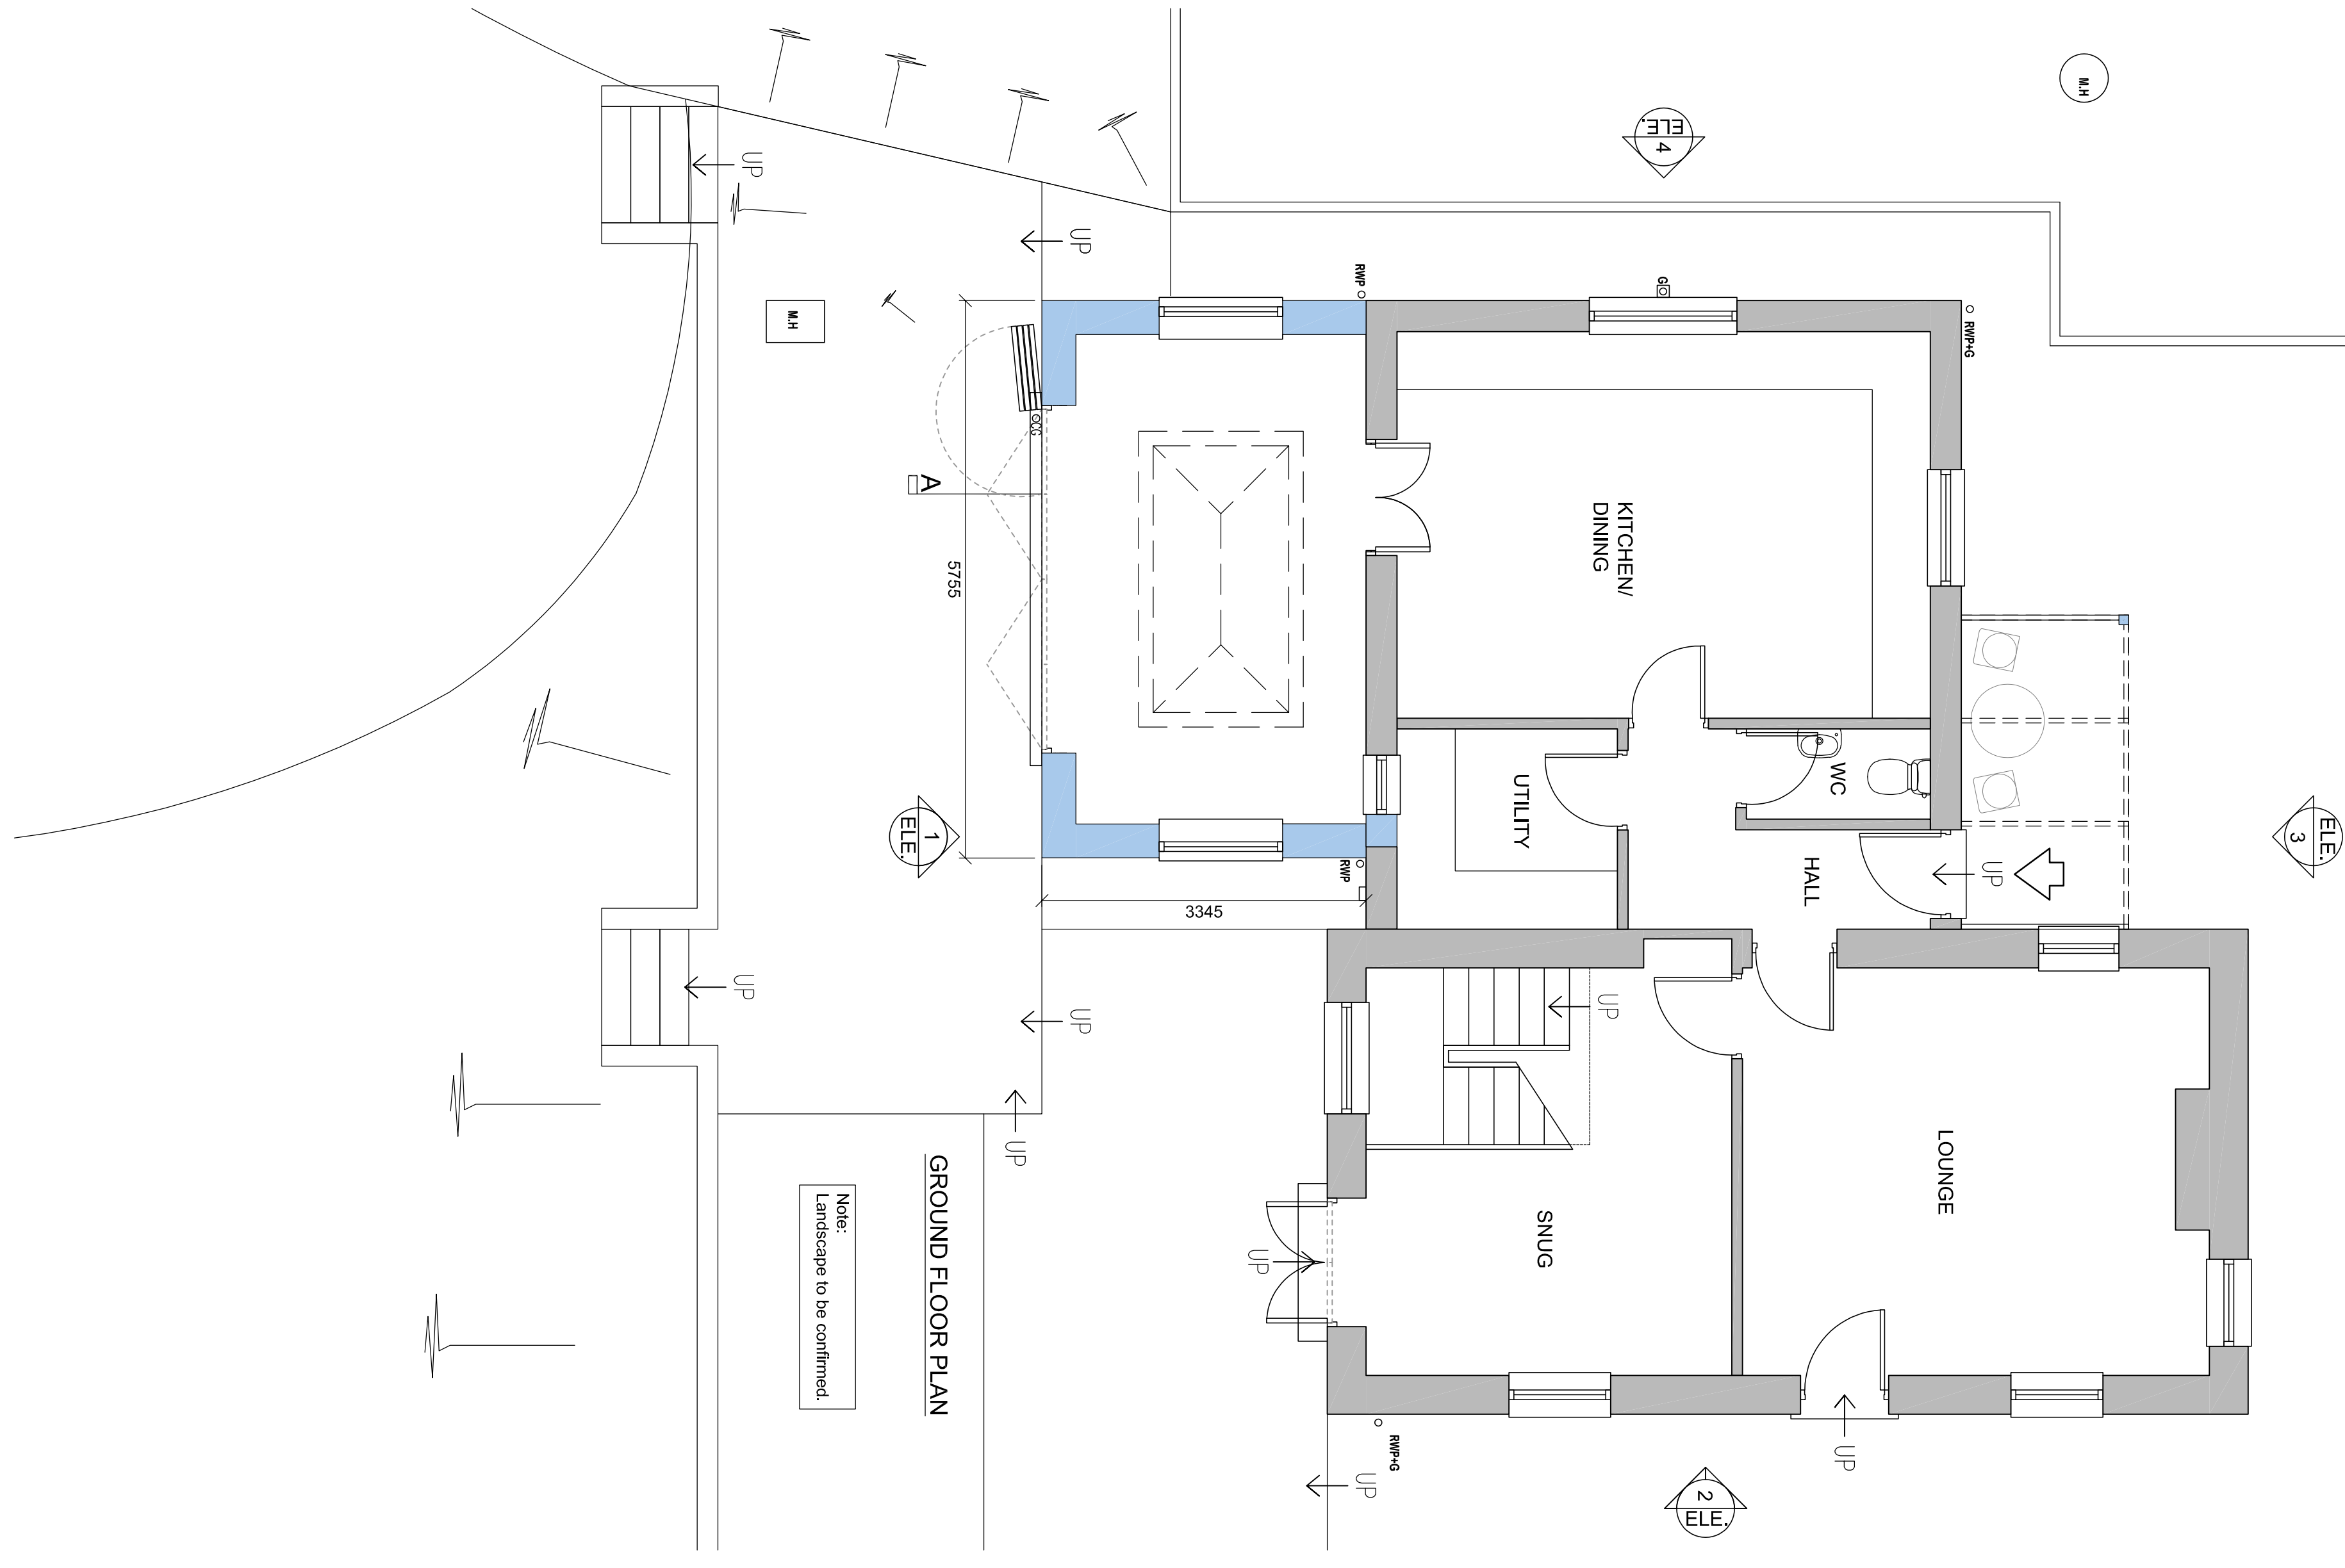 M.H
ELE.
4
UP
UP
RWP
G
RWP+G
M.H
CG
A
5755
KITCHEN/
DINING
WC
UTILITY
HALL
UP
ELE.
3
1
ELE.
RWP
3345
UP
UP
UP
UP
LOUNGE
SNUG
UP
GROUND FLOOR PLAN
Note:
Landscape to be confirmed.
UP
RWP+G
UP
2
ELE.